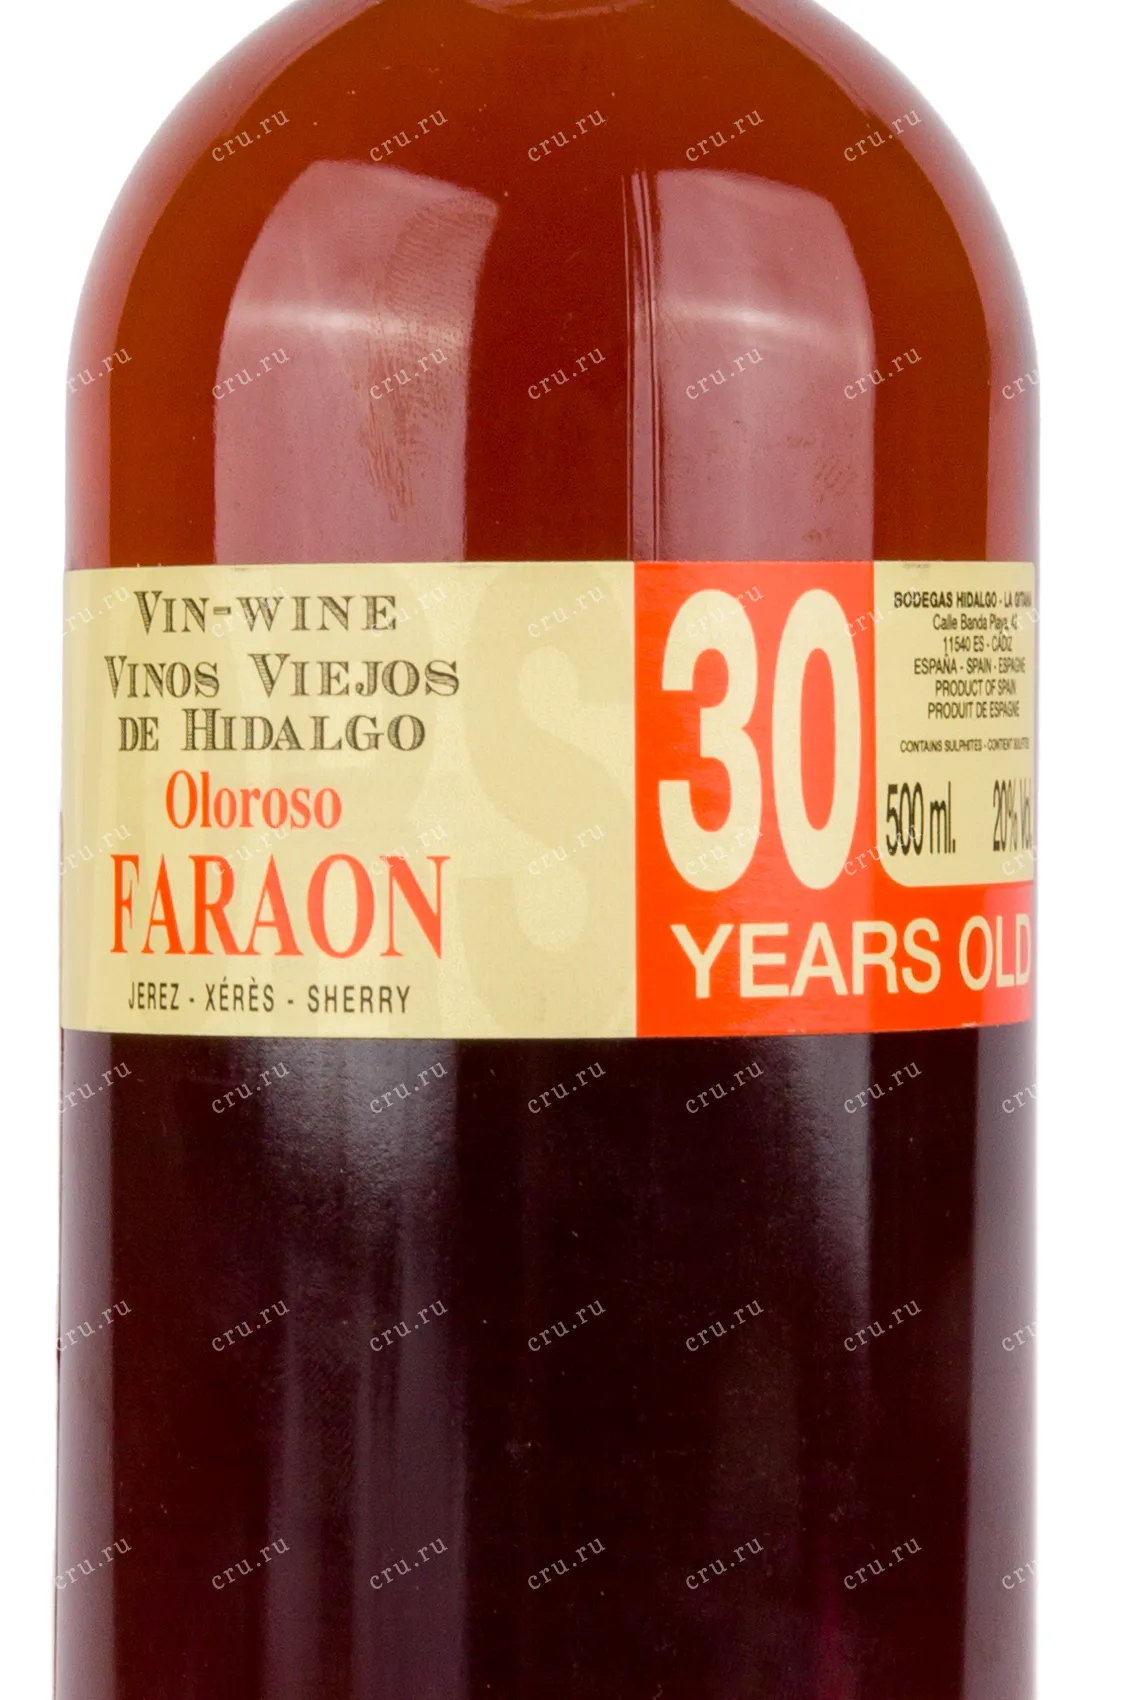 VIN-WINE
VINOS VIEJOS
DE HIDALGO
Oloroso
FARAON
JEREZ - XÉRÈS - SHERRY
30
YEARS OLD
BODEGAS HIDALGO - LA GITANA
Calle Banda Playa, 42
11540 ES - CÁDIZ
ESPAÑA - SPAIN - ESPAGNE
PRODUCT OF SPAIN
PRODUIT DE ESPAGNE
CONTAINS SULPHITES - CONTIENT SULFITES
500 ml. 20% Vol
cru.ru